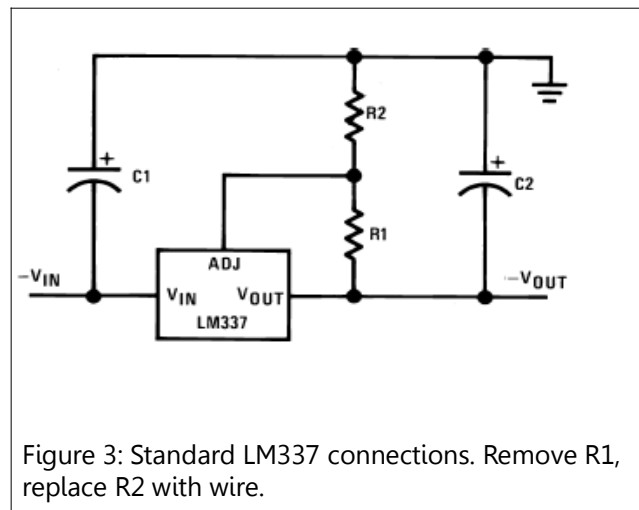 R2
+
C1
+
C2
R1
ADJ
−VIN
VIN
VOUT
−VOUT
LM337
Figure 3: Standard LM337 connections. Remove R1,
replace R2 with wire.